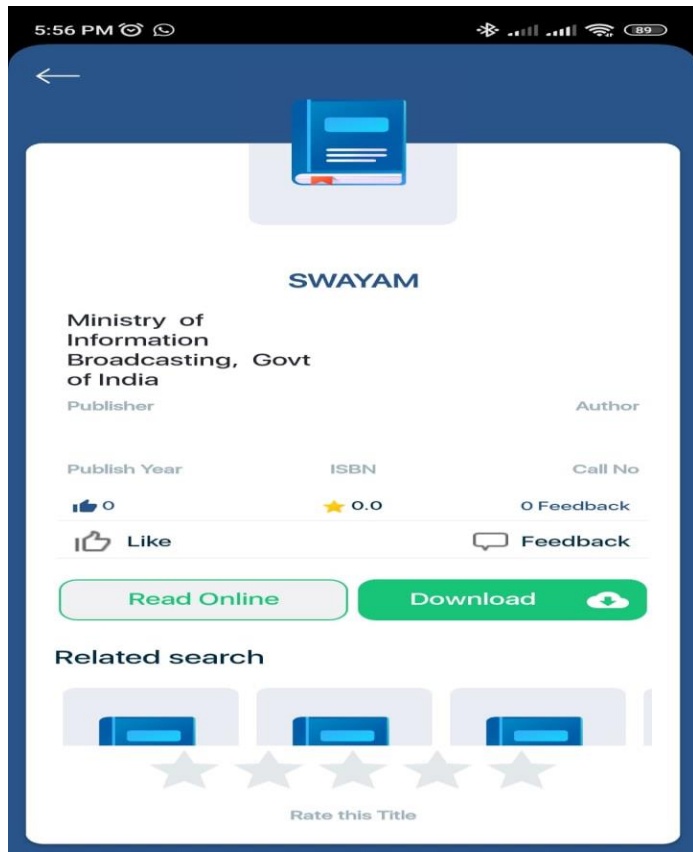 5:56 PM
89
SWAYAM
Ministry of
Information
Broadcasting, Govt
of India
Publisher Author
Publish Year ISBN Call No
0 0.0 0 Feedback
Like Feedback
Read Online Download
Related search
Rate this Title